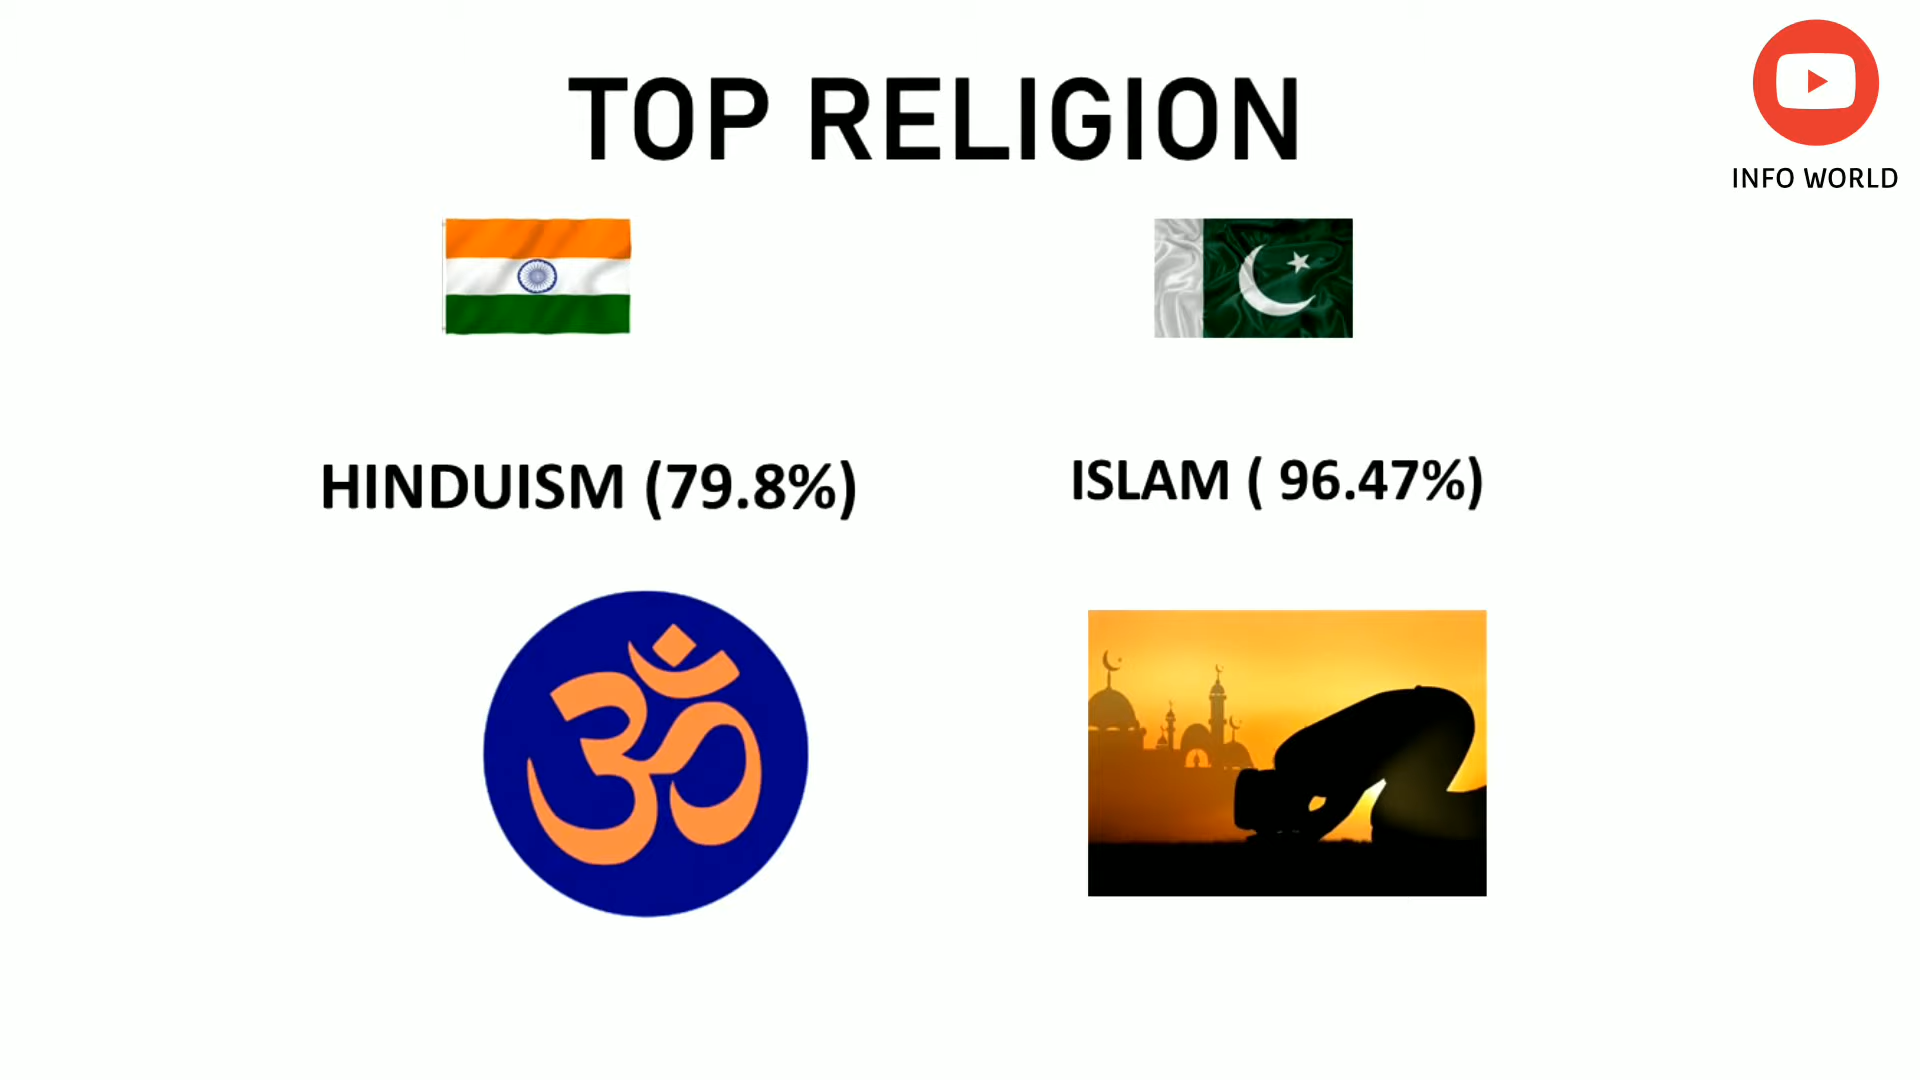 TOP RELIGION
INFO WORLD
HINDUISM (79.8%)
ISLAM ( 96.47%)
ॐ